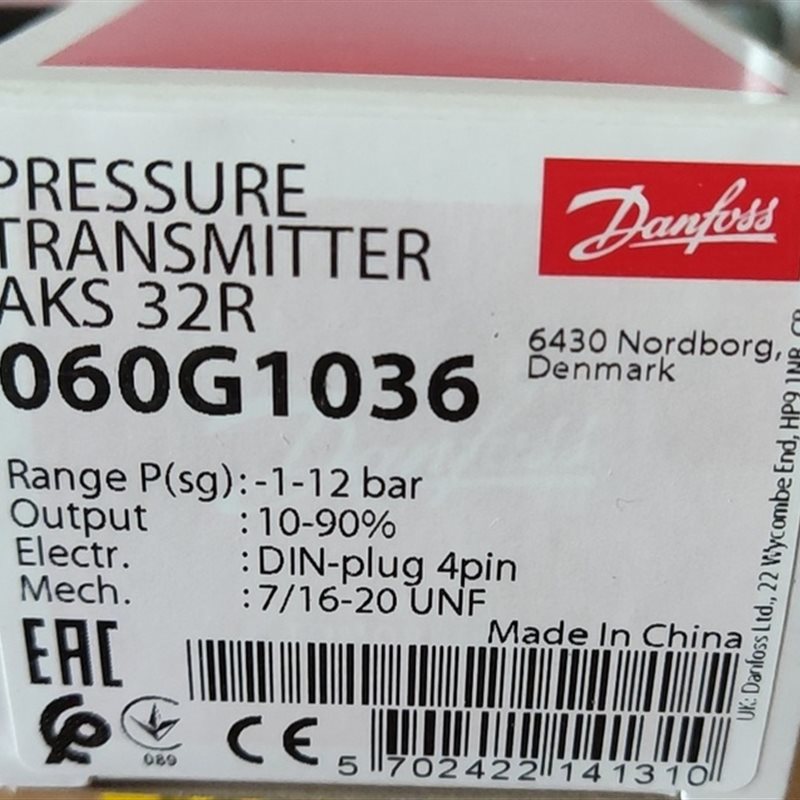 PRESSURE
TRANSMITTER
AKS 32R
060G1036
Danfoss
6430 Nordborg,
Denmark
Range P(sg):-1-12 bar
Output :10-90%
Electr. :DIN-plug 4pin
Mech. :7/16-20 UNF
Made In China
EAC
089
CE
5 702422 141310
UK: Danfoss Ltd., 22 Wycombe End, HP9 1NB, GB